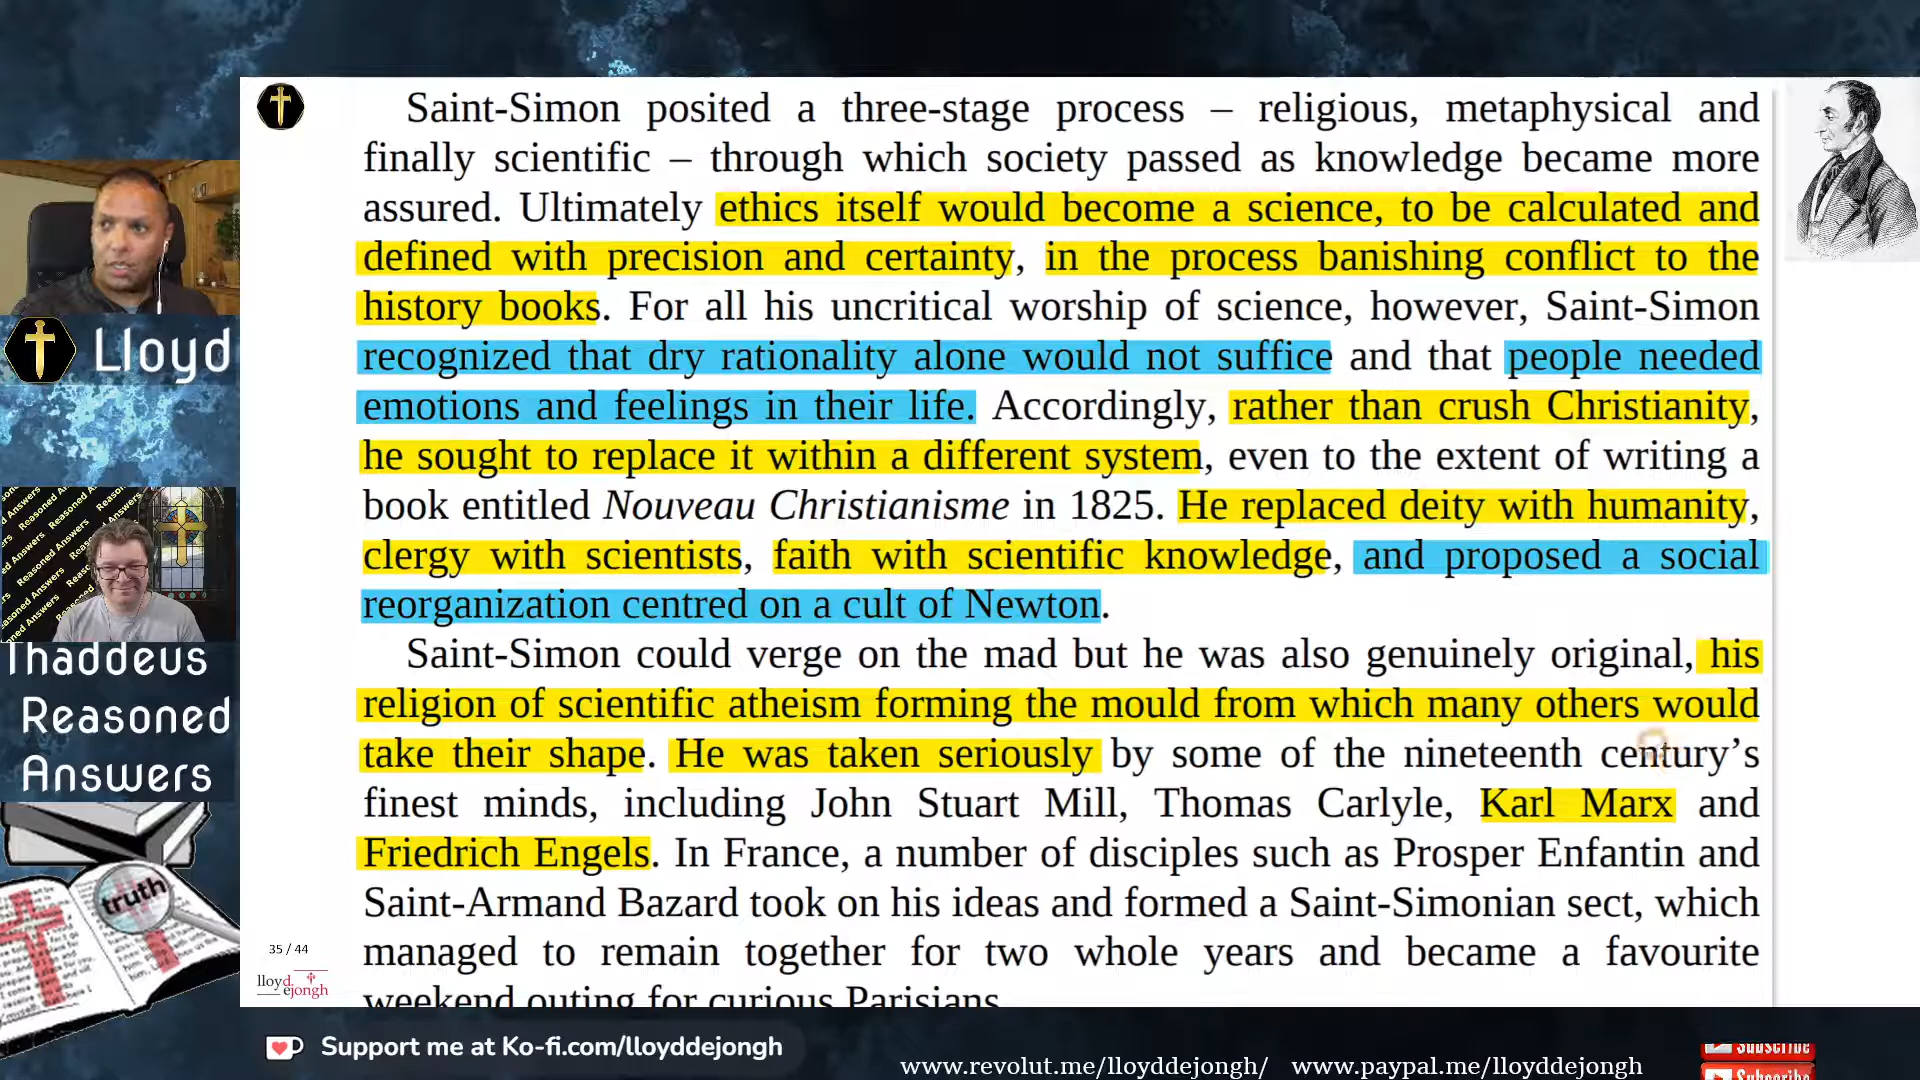 Saint-Simon posited a three-stage process – religious, metaphysical and
finally scientific – through which society passed as knowledge became more
assured. Ultimately ethics itself would become a science, to be calculated and
defined with precision and certainty, in the process banishing conflict to the
history books. For all his uncritical worship of science, however, Saint-Simon
recognized that dry rationality alone would not suffice and that people needed
emotions and feelings in their life. Accordingly, rather than crush Christianity,
he sought to replace it within a different system, even to the extent of writing a
book entitled Nouveau Christianisme in 1825. He replaced deity with humanity,
clergy with scientists, faith with scientific knowledge, and proposed a social
reorganization centred on a cult of Newton.
Saint-Simon could verge on the mad but he was also genuinely original, his
religion of scientific atheism forming the mould from which many others would
take their shape. He was taken seriously by some of the nineteenth century's
finest minds, including John Stuart Mill, Thomas Carlyle, Karl Marx and
Friedrich Engels. In France, a number of disciples such as Prosper Enfantin and
Saint-Armand Bazard took on his ideas and formed a Saint-Simonian sect, which
managed to remain together for two whole years and became a favourite
weekend outing for curious Parisians.
Lloyd
Reasoned Answers
Thaddeus
Reasoned
Answers
truth
35 / 44
lloyd
dejongh
Support me at Ko-fi.com/lloyddejongh
www.revolut.me/lloyddejongh/ www.paypal.me/lloyddejongh
Subscribe
Subscribe